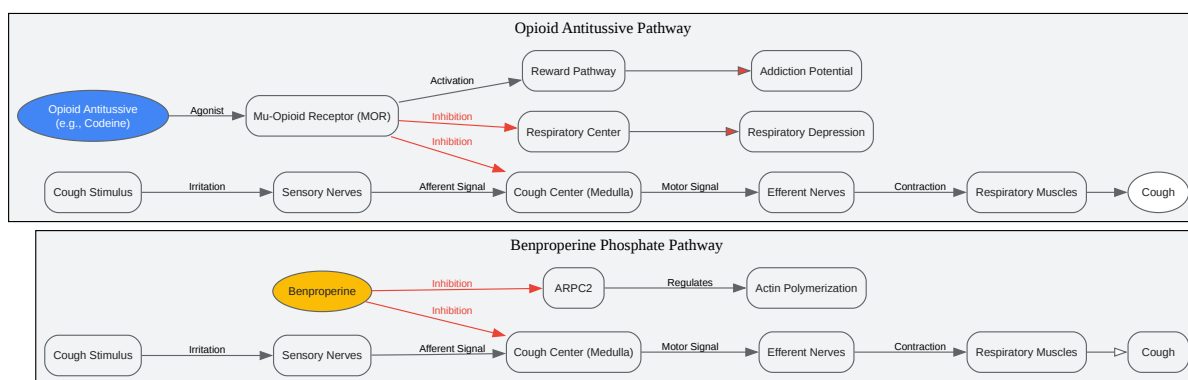 Opioid Antitussive Pathway
Reward Pathway
Addiction Potential
Activation
Opioid Antitussive
(e.g., Codeine)
Agonist
Mu-Opioid Receptor (MOR)
Inhibition
Respiratory Center
Respiratory Depression
Inhibition
Cough Stimulus
Irritation
Sensory Nerves
Afferent Signal
Cough Center (Medulla)
Motor Signal
Efferent Nerves
Contraction
Respiratory Muscles
Cough
Benproperine Phosphate Pathway
Benproperine
Inhibition
ARPC2
Regulates
Actin Polymerization
Inhibition
Cough Stimulus
Irritation
Sensory Nerves
Afferent Signal
Cough Center (Medulla)
Motor Signal
Efferent Nerves
Contraction
Respiratory Muscles
Cough